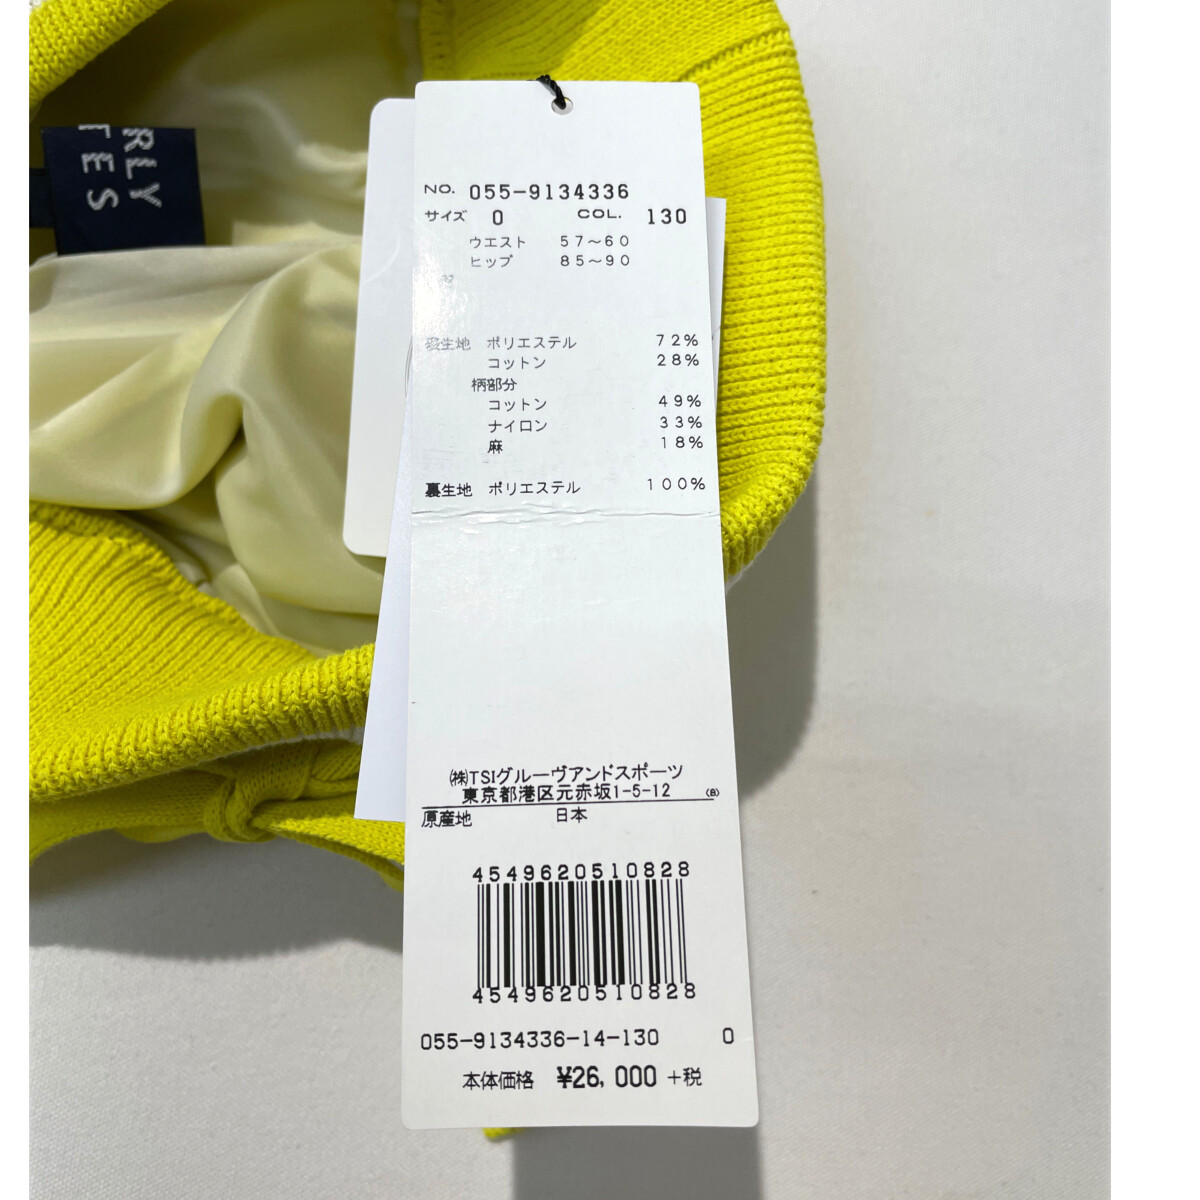 RLY
TES
NO. 055-9134336
サイズ 0 COL. 130
ウエスト 57〜60
ヒップ 85〜90
表生地 ポリエステル 72%
コットン 28%
柄部分
コットン 49%
ナイロン 33%
麻 18%
裏生地 ポリエステル 100%
㈱TSIグルーヴアンドスポーツ
東京都港区元赤坂1-5-12 (B)
原産地 日本
4549620510828
4549620510828
055-9134336-14-130 0
本体価格 ¥26,000 +税